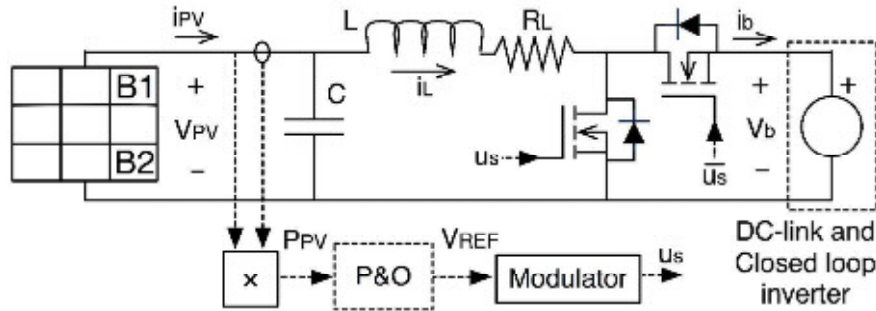 iPV
L
RL
ib
B1
B2
+
VPV
−
C
iL
us
us
+
Vb
−
+
PPV
VREF
us
x
P&O
Modulator
DC-link and
Closed loop
inverter